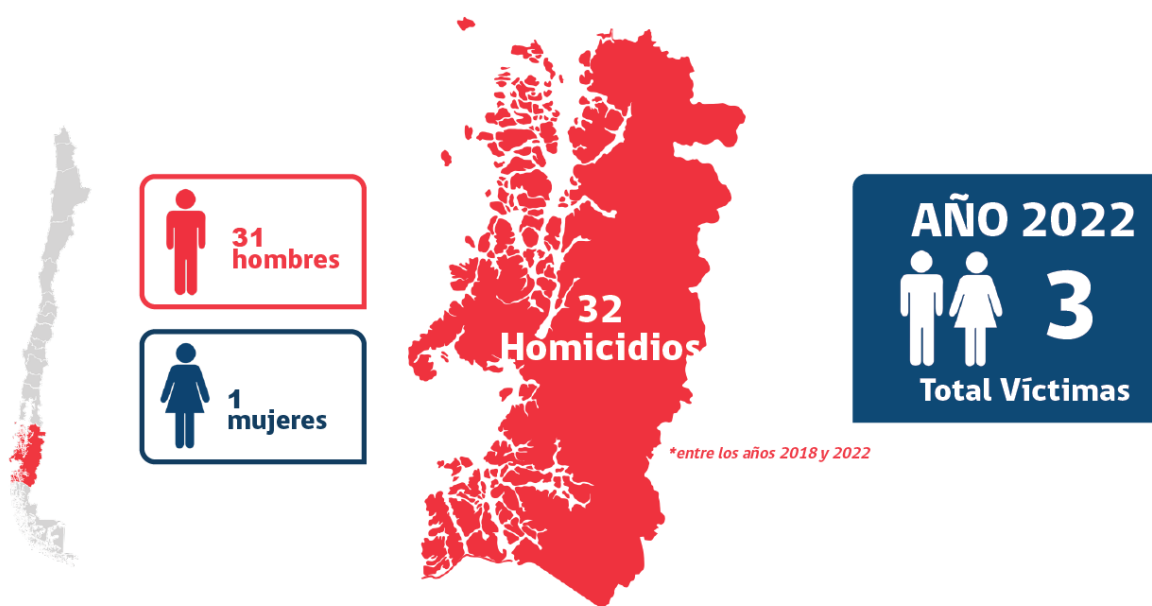 31
hombres
1
mujeres
32
Homicidios
*entre los años 2018 y 2022
AÑO 2022
3
Total Víctimas